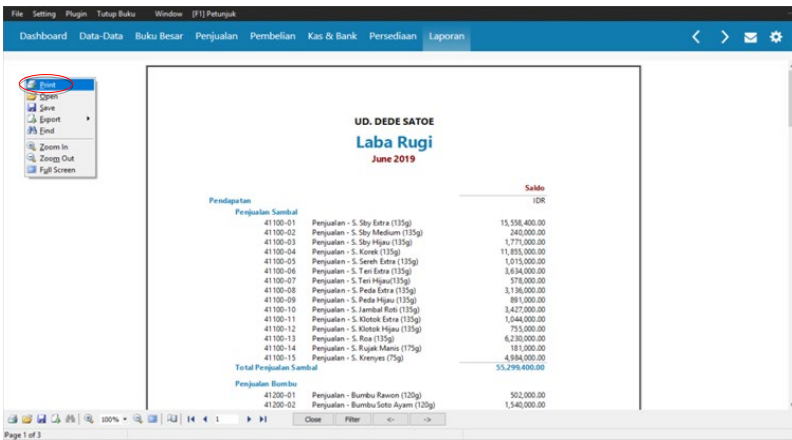 File Setting Plugin Tutup Buku Window [F1] Petunjuk
Dashboard Data-Data Buku Besar Penjualan Pembelian Kas & Bank Persediaan Laporan
Print
Open
Save
Export
Find
Zoom In
Zoom Out
Full Screen
UD. DEDE SATOE
Laba Rugi
June 2019
Saldo
Pendapatan IDR
Penjualan Sambal
41100-01 Penjualan - S. Sby Extra (135g) 15,558,400.00
41100-02 Penjualan - S. Sby Medium (135g) 240,000.00
41100-03 Penjualan - S. Sby Hijau (135g) 1,771,000.00
41100-04 Penjualan - S. Korek (135g) 11,855,000.00
41100-05 Penjualan - S. Sereh Extra (135g) 1,015,000.00
41100-06 Penjualan - S. Teri Extra (135g) 3,634,000.00
41100-07 Penjualan - S. Teri Hijau(135g) 578,000.00
41100-08 Penjualan - S. Peda Extra (135g) 3,136,000.00
41100-09 Penjualan - S. Peda Hijau (135g) 891,000.00
41100-10 Penjualan - S. Jambal Roti (135g) 3,427,000.00
41100-11 Penjualan - S. Klotok Extra (135g) 1,044,000.00
41100-12 Penjualan - S. Klotok Hijau (135g) 755,000.00
41100-13 Penjualan - S. Roa (135g) 6,230,000.00
41100-14 Penjualan - S. Rujak Manis (175g) 181,000.00
41100-15 Penjualan - S. Krenyes (75g) 4,984,000.00
Total Penjualan Sambal 55,299,400.00
Penjualan Bumbu
41200-01 Penjualan - Bumbu Rawon (120g) 502,000.00
41200-02 Penjualan - Bumbu Soto Ayam (120g) 1,540,000.00
100% 1 Close Filter <- ->
Page 1 of 3